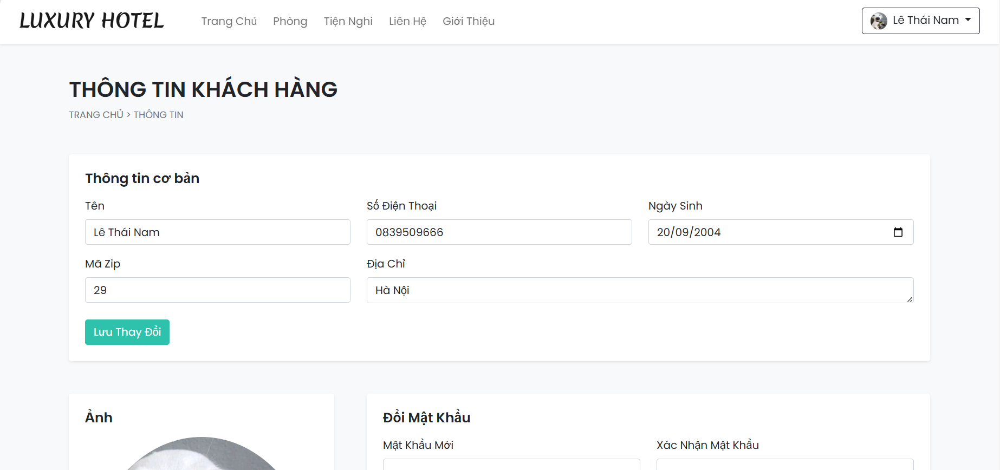 LUXURY HOTEL
Trang Chủ Phòng Tiện Nghi Liên Hệ Giới Thiệu
Lê Thái Nam
THÔNG TIN KHÁCH HÀNG
TRANG CHỦ > THÔNG TIN
Thông tin cơ bản
Tên Số Điện Thoại Ngày Sinh
Lê Thái Nam 0839509666 20/09/2004
Mã Zip Địa Chỉ
29 Hà Nội
Lưu Thay Đổi
Ảnh
Đổi Mật Khẩu
Mật Khẩu Mới Xác Nhận Mật Khẩu